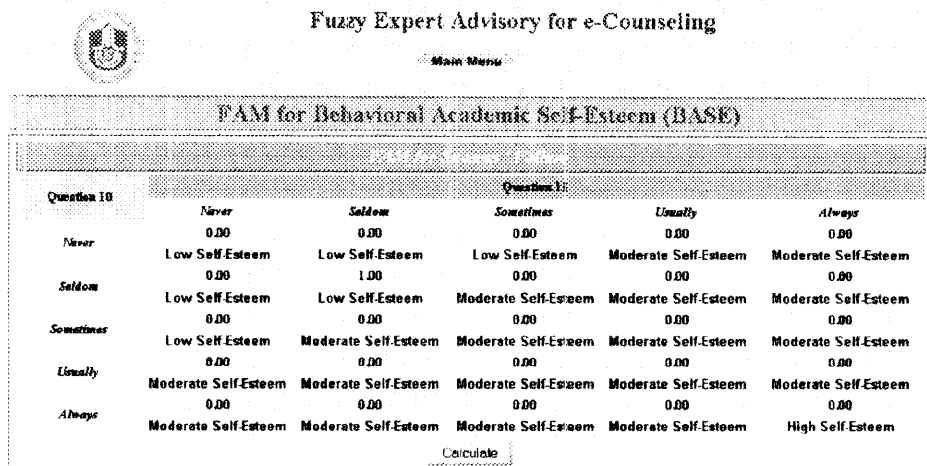 Fuzzy Expert Advisory for e-Counseling
Main Menu
FAM for Behavioral Academic Self-Esteem (BASE)
Question 10
Never Seldom Sometimes Usually Always
Never
0.00 0.00 0.00 0.00 0.00
Low Self-Esteem Low Self-Esteem Low Self-Esteem Moderate Self-Esteem Moderate Self-Esteem
Seldom
0.00 1.00 0.00 0.00 0.00
Low Self-Esteem Low Self-Esteem Moderate Self-Esteem Moderate Self-Esteem Moderate Self-Esteem
Sometimes
0.00 0.00 0.00 0.00 0.00
Low Self-Esteem Moderate Self-Esteem Moderate Self-Esteem Moderate Self-Esteem Moderate Self-Esteem
Usually
0.00 0.00 0.00 0.00 0.00
Moderate Self-Esteem Moderate Self-Esteem Moderate Self-Esteem Moderate Self-Esteem Moderate Self-Esteem
Always
0.00 0.00 0.00 0.00 0.00
Moderate Self-Esteem Moderate Self-Esteem Moderate Self-Esteem Moderate Self-Esteem High Self-Esteem
Calculate